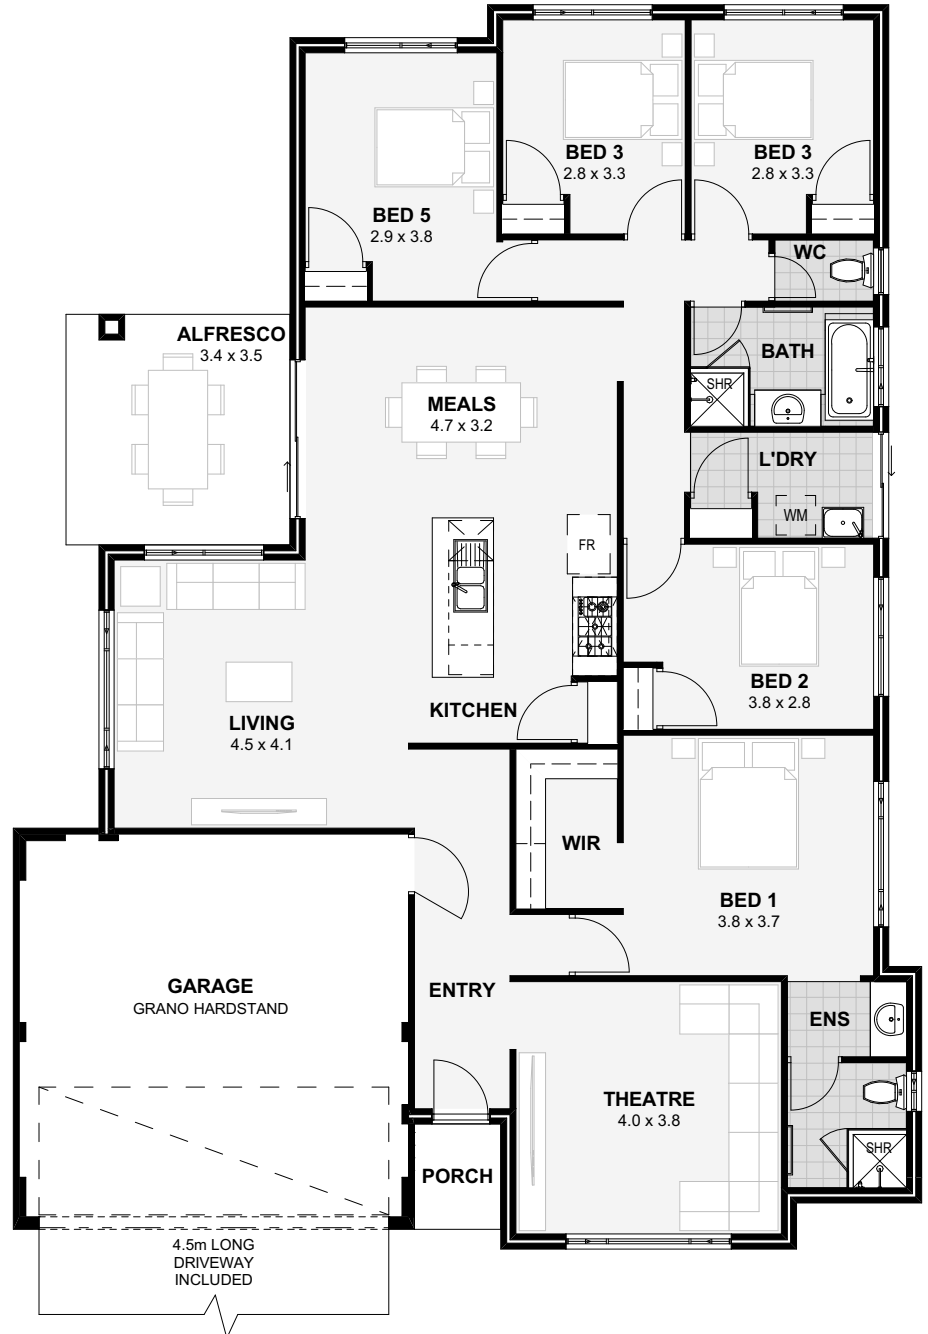 BED 3
2.8 x 3.3
BED 3
2.8 x 3.3
BED 5
2.9 x 3.8
WC
ALFRESCO
3.4 x 3.5
BATH
SHR
MEALS
4.7 x 3.2
L'DRY
WM
FR
BED 2
3.8 x 2.8
KITCHEN
LIVING
4.5 x 4.1
WIR
BED 1
3.8 x 3.7
GARAGE
GRANO HARDSTAND
ENTRY
ENS
THEATRE
4.0 x 3.8
SHR
PORCH
4.5m LONG
DRIVEWAY
INCLUDED